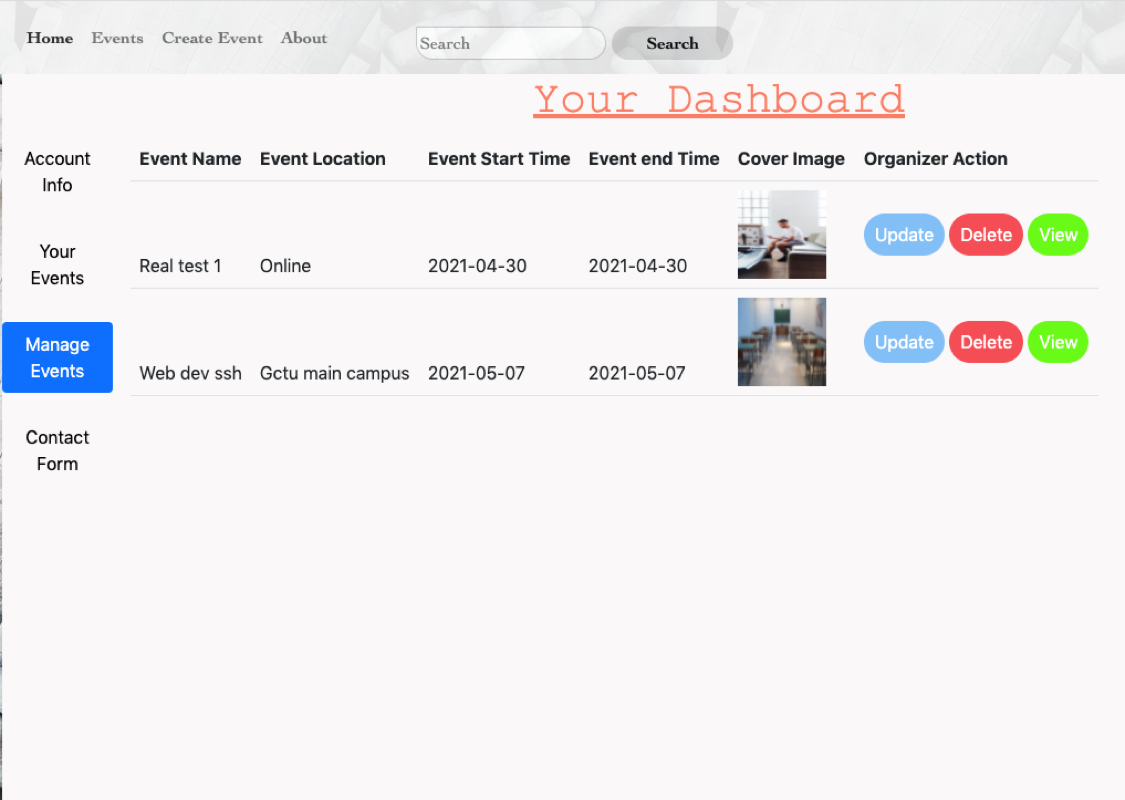 Home Events Create Event About Search Search
Your Dashboard
Account
Info
Your
Events
Manage
Events
Contact
Form
Event Name Event Location Event Start Time Event end Time Cover Image Organizer Action
Real test 1 Online 2021-04-30 2021-04-30 Update Delete View
Web dev ssh Gctu main campus 2021-05-07 2021-05-07 Update Delete View